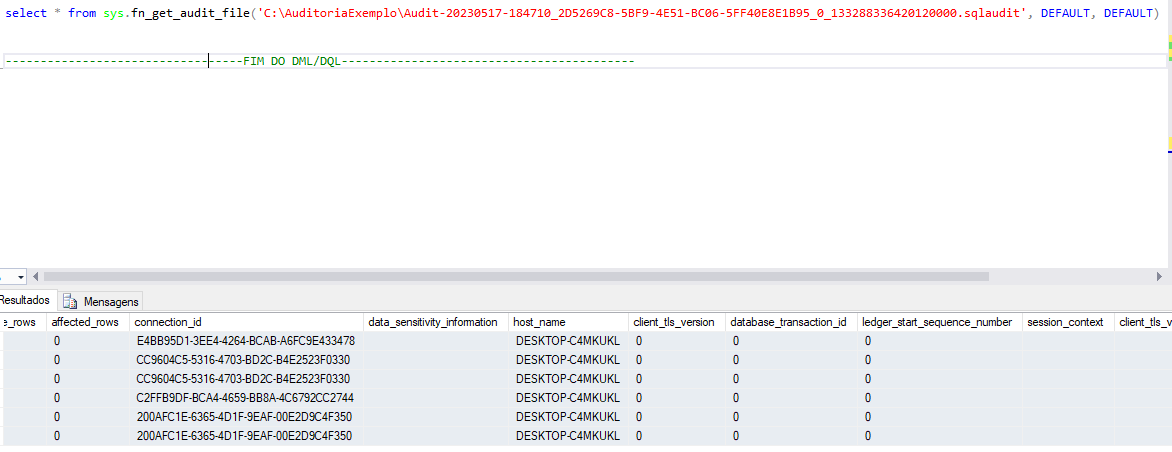 select * from sys.fn_get_audit_file('C:\AuditoriaExemplo\Audit-20230517-184710_2D5269C8-5BF9-4E51-BC06-5FF40E8E1B95_0_133288336420120000.sqlaudit', DEFAULT, DEFAULT)
----------------------------------FIM DO DML/DQL------------------------------------------
Resultados Mensagens
e_rows affected_rows connection_id data_sensitivity_information host_name client_tls_version database_transaction_id ledger_start_sequence_number session_context client_tls_v
0 E4BB95D1-3EE4-4264-BCAB-A6FC9E433478 DESKTOP-C4MKUKL 0 0 0
0 CC9604C5-5316-4703-BD2C-B4E2523F0330 DESKTOP-C4MKUKL 0 0 0
0 CC9604C5-5316-4703-BD2C-B4E2523F0330 DESKTOP-C4MKUKL 0 0 0
0 C2FFB9DF-BCA4-4659-BB8A-4C6792CC2744 DESKTOP-C4MKUKL 0 0 0
0 200AFC1E-6365-4D1F-9EAF-00E2D9C4F350 DESKTOP-C4MKUKL 0 0 0
0 200AFC1E-6365-4D1F-9EAF-00E2D9C4F350 DESKTOP-C4MKUKL 0 0 0